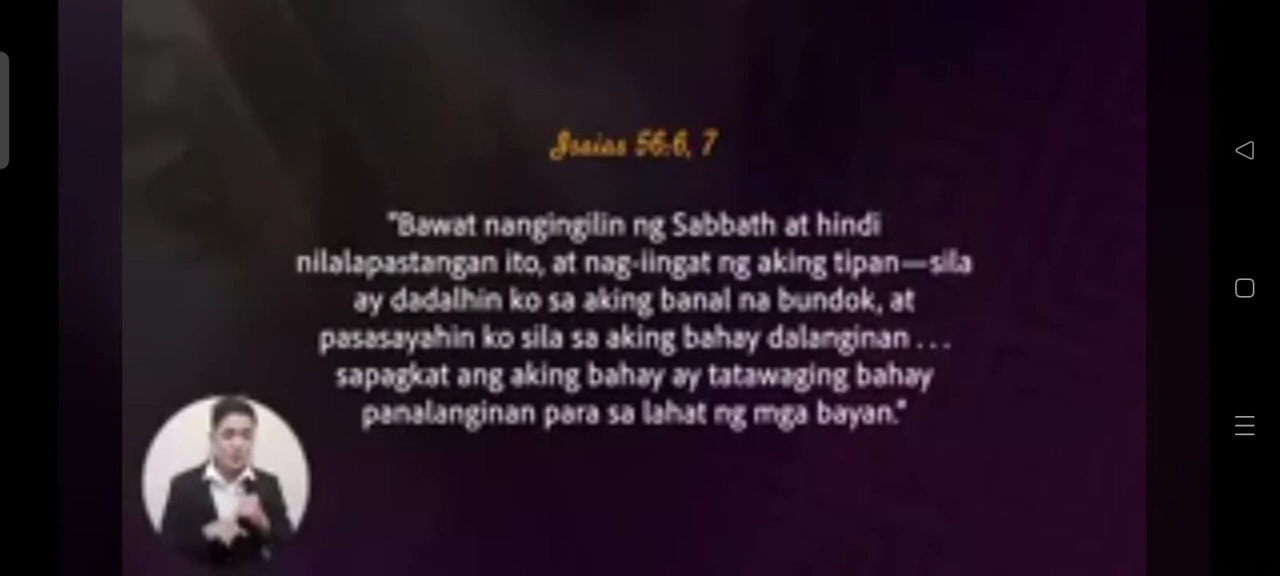 Isaias 56:6, 7
"Bawat nangingilin ng Sabbath at hindi
nilalapastangan ito, at nag-iingat ng aking tipan—sila
ay dadalhin ko sa aking banal na bundok, at
pasasayahin ko sila sa aking bahay dalanginan . . .
sapagkat ang aking bahay ay tatawaging bahay
panalanginan para sa lahat ng mga bayan."